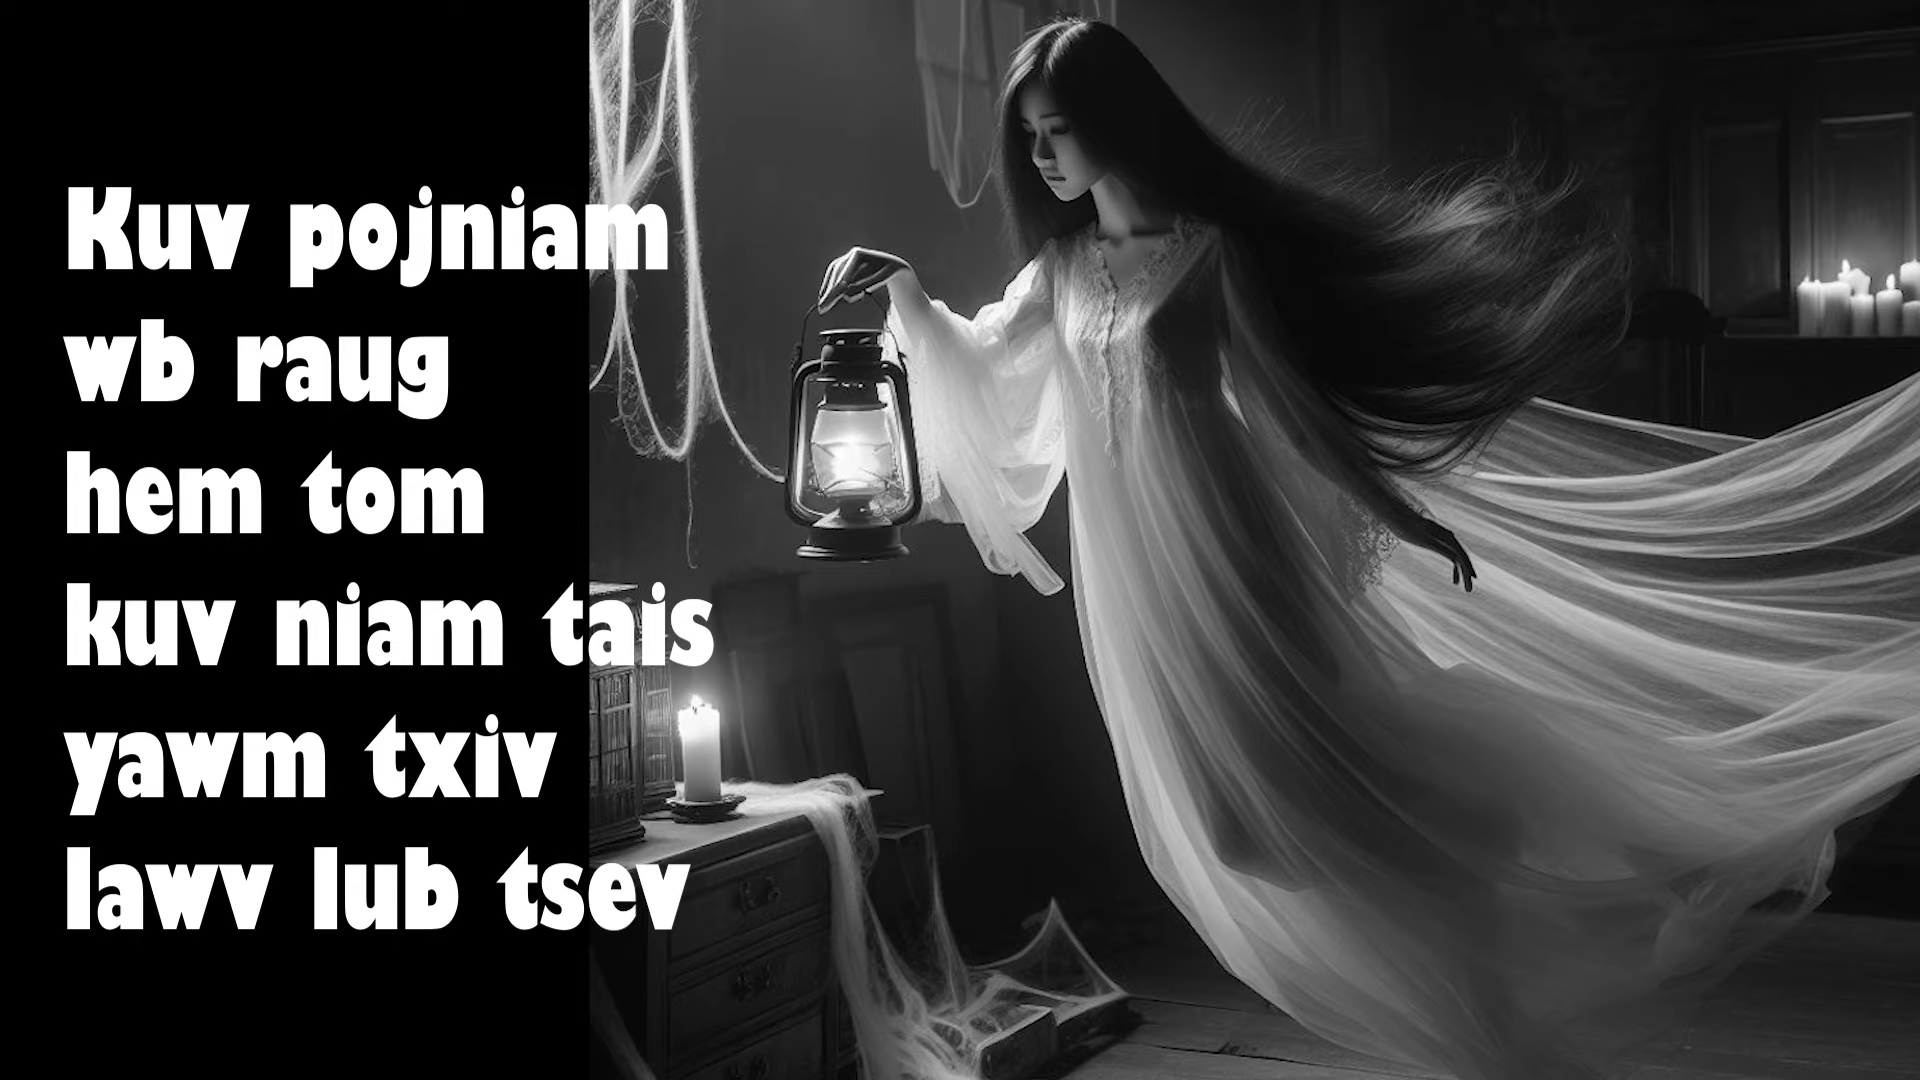 Kuv pojniam
wb raug
hem tom
kuv niam tais
yawm txiv
lawv lub tsev